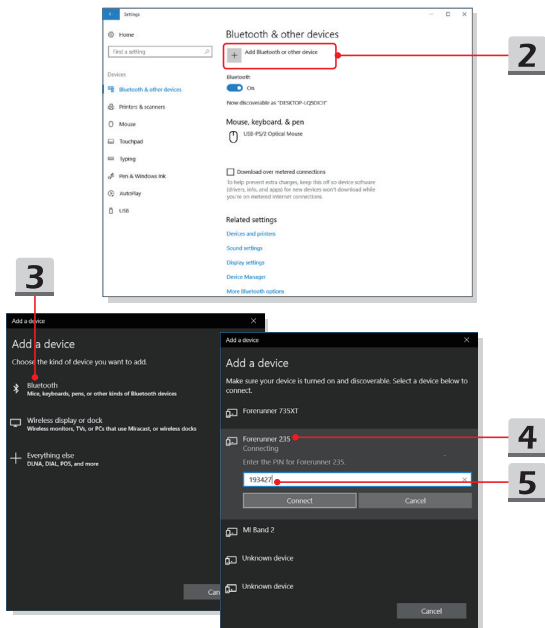 Settings
Home
Find a setting
Devices
Bluetooth & other devices
Printers & scanners
Mouse
Touchpad
Typing
Pen & Windows Ink
AutoPlay
USB
Bluetooth & other devices
Add Bluetooth or other device
2
Bluetooth
On
Now discoverable as "DESKTOP-LQ5DICI"
Mouse, keyboard, & pen
USB-PS/2 Optical Mouse
Download over metered connections
To help prevent extra charges, keep this off so device software
(drivers, info, and apps) for new devices won't download while
you're on metered internet connections.
Related settings
Devices and printers
Sound settings
Display settings
Device Manager
More Bluetooth options
3
Add a device
Add a device
Choose the kind of device you want to add.
Bluetooth
Mice, keyboards, pens, or other kinds of Bluetooth devices
Wireless display or dock
Wireless monitors, TVs, or PCs that use Miracast, or wireless docks
Everything else
DLNA, DIAL, POS, and more
Can
Add a device
Add a device
Make sure your device is turned on and discoverable. Select a device below to
connect.
Forerunner 735XT
Forerunner 235
4
Connecting
Enter the PIN for Forerunner 235.
193427
5
Connect
Cancel
MI Band 2
Unknown device
Unknown device
Cancel